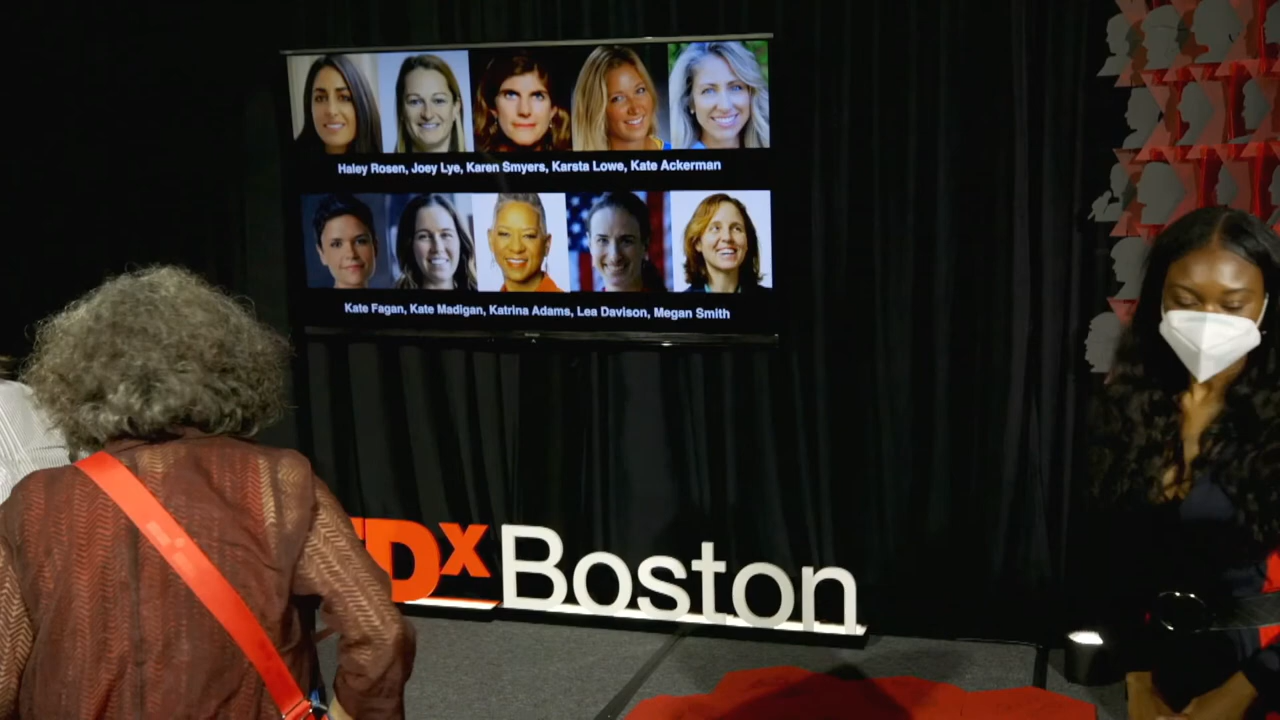 Haley Rosen, Joey Lye, Karen Smyers, Karsta Lowe, Kate Ackerman
Kate Fagan, Kate Madigan, Katrina Adams, Lea Davison, Megan Smith
TEDxBoston